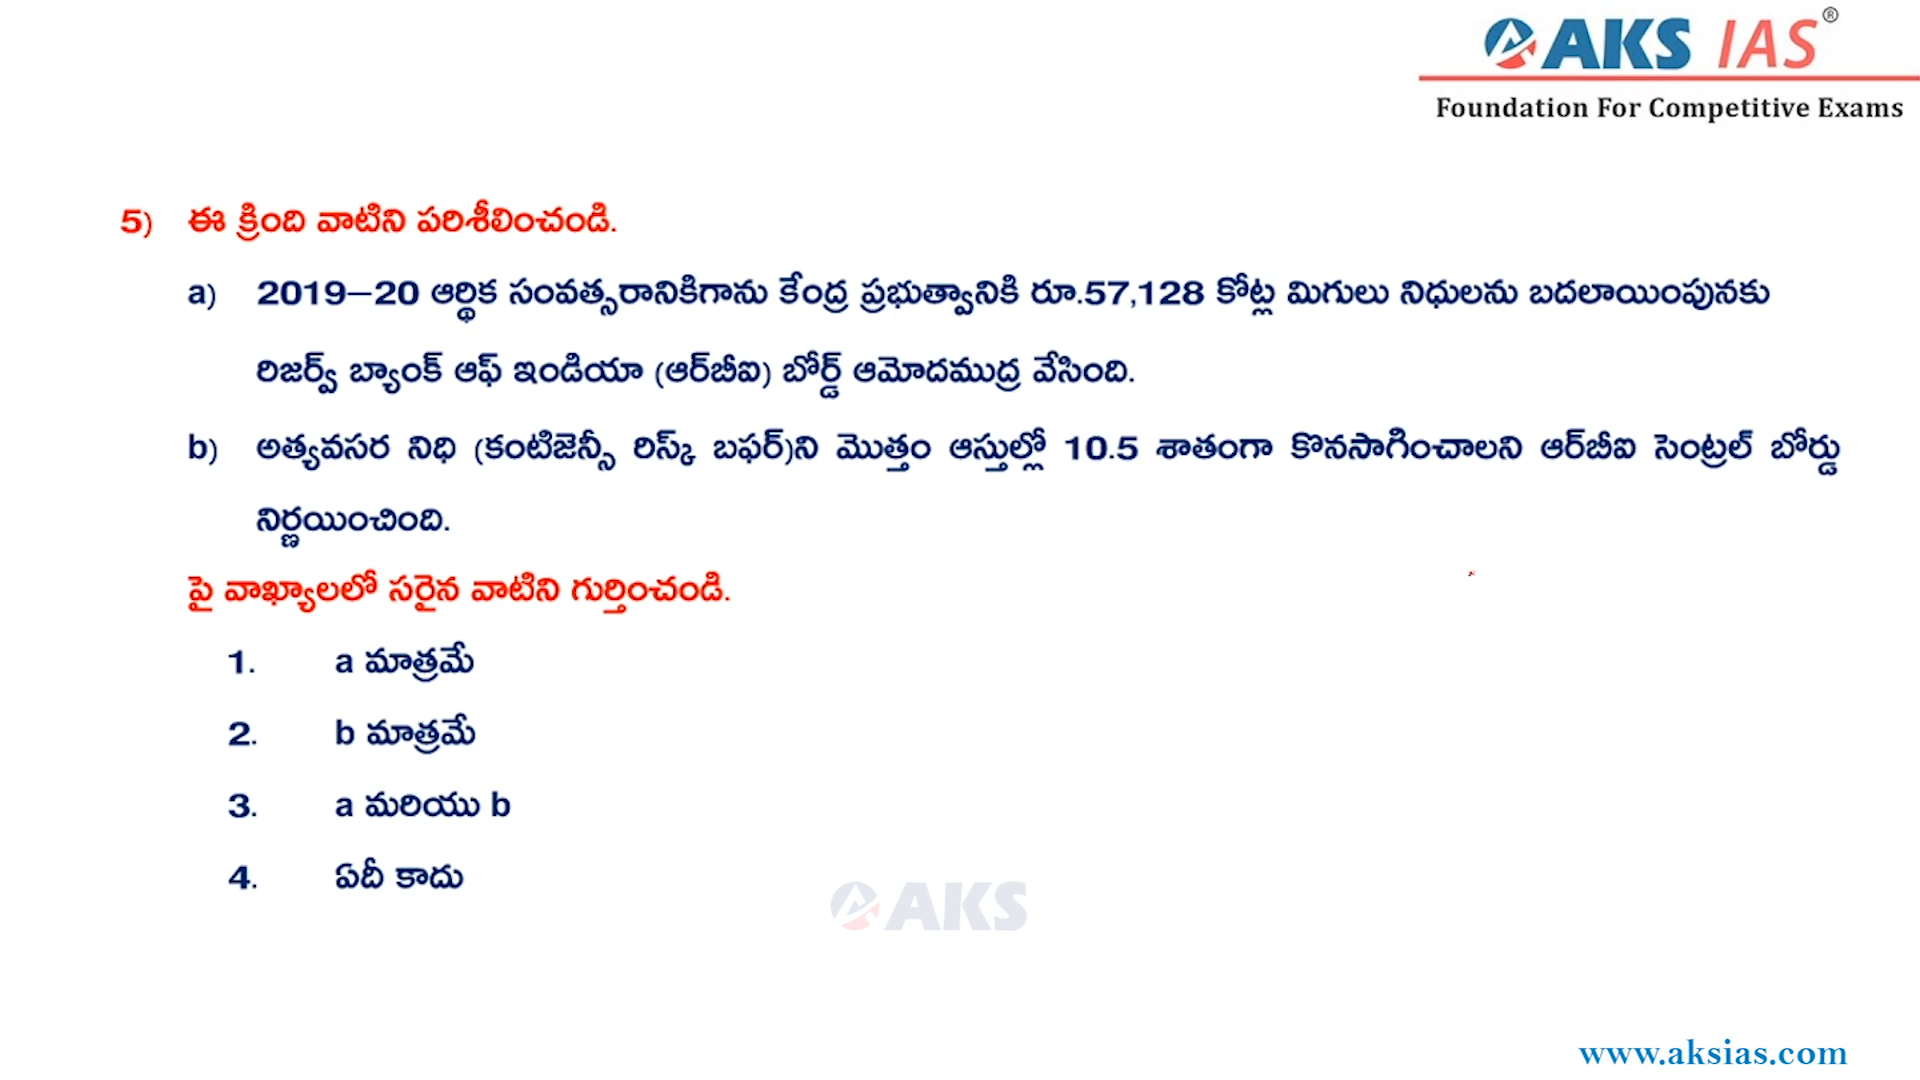 AKS IAS®
Foundation For Competitive Exams
5) ఈ క్రింది వాటిని పరిశీలించండి.
a) 2019–20 ఆర్థిక సంవత్సరానికిగాను కేంద్ర ప్రభుత్వానికి రూ.57,128 కోట్ల మిగులు నిధులను బదలాయింపునకు
రిజర్వ్ బ్యాంక్ ఆఫ్ ఇండియా (ఆర్‌బీఐ) బోర్డ్ ఆమోదముద్ర వేసింది.
b) అత్యవసర నిధి (కంటిజెన్సీ రిస్క్ బఫర్)ని మొత్తం ఆస్తుల్లో 10.5 శాతంగా కొనసాగించాలని ఆర్‌బీఐ సెంట్రల్ బోర్డు
నిర్ణయించింది.
పై వాఖ్యాలలో సరైన వాటిని గుర్తించండి.
1. a మాత్రమే
2. b మాత్రమే
3. a మరియు b
4. ఏదీ కాదు
AKS
www.aksias.com